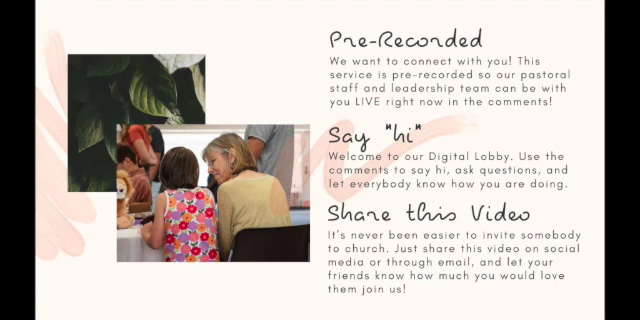 Pre-Recorded
We want to connect with you! This
service is pre-recorded so our pastoral
staff and leadership team can be with
you LIVE right now in the comments!
Say "hi"
Welcome to our Digital Lobby. Use the
comments to say hi, ask questions, and
let everybody know how you are doing.
Share this Video
It's never been easier to invite somebody
to church. Just share this video on social
media or through email, and let your
friends know how much you would love
them join us!